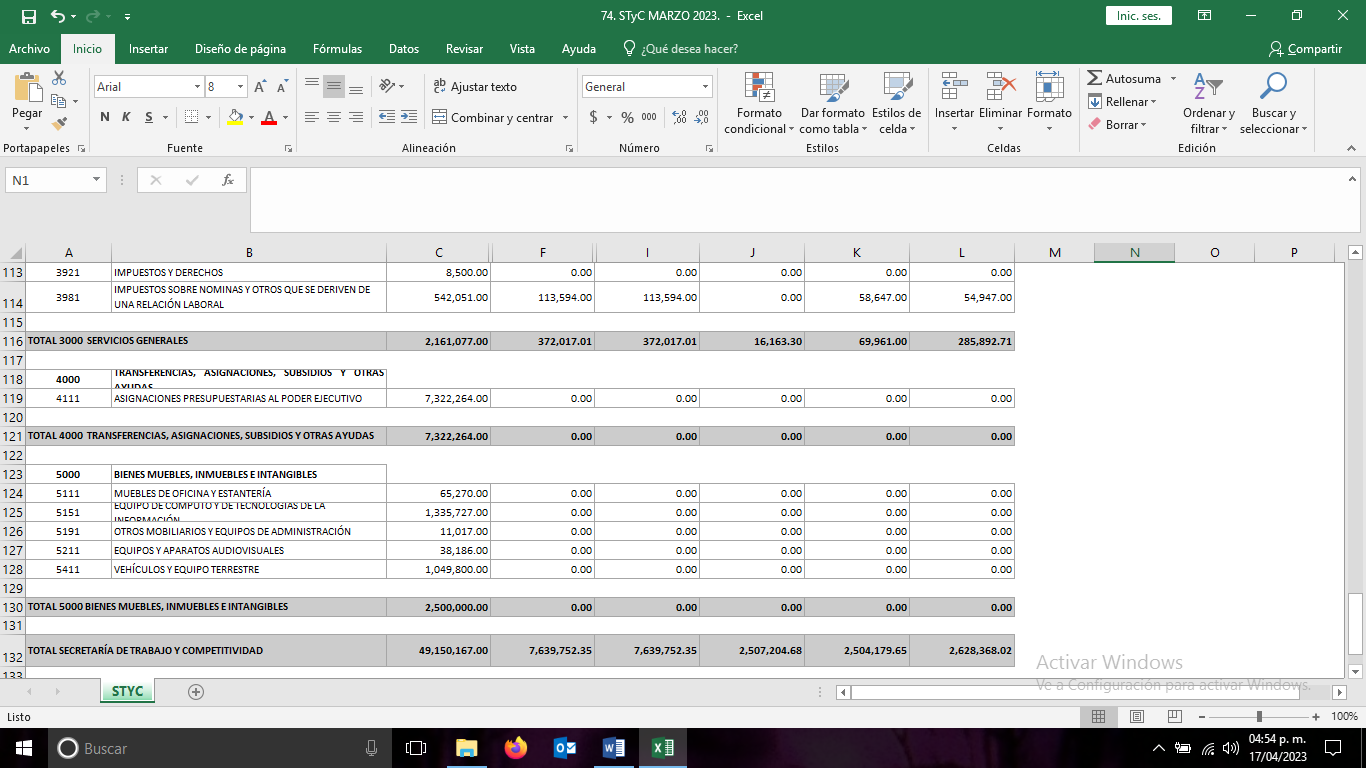 74. STyC MARZO 2023. - Excel
Inic. ses.
Archivo Inicio Insertar Diseño de página Fórmulas Datos Revisar Vista Ayuda ¿Qué desea hacer? Compartir
Pegar
Arial 8
N K S
ab Ajustar texto
Combinar y centrar
General
$ % 000
Formato condicional
Dar formato como tabla
Estilos de celda
Insertar Eliminar Formato
Autosuma
Rellenar
Borrar
Ordenar y filtrar
Buscar y seleccionar
Portapapeles Fuente Alineación Número Estilos Celdas Edición
N1 fx
A B C F I J K L M N O P
113 3921 IMPUESTOS Y DERECHOS 8,500.00 0.00 0.00 0.00 0.00 0.00
114 3981 IMPUESTOS SOBRE NOMINAS Y OTROS QUE SE DERIVEN DE UNA RELACIÓN LABORAL 542,051.00 113,594.00 113,594.00 0.00 58,647.00 54,947.00
115
116 TOTAL 3000 SERVICIOS GENERALES 2,161,077.00 372,017.01 372,017.01 16,163.30 69,961.00 285,892.71
117
118 4000 TRANSFERENCIAS, ASIGNACIONES, SUBSIDIOS Y OTRAS AYUDAS
119 4111 ASIGNACIONES PRESUPUESTARIAS AL PODER EJECUTIVO 7,322,264.00 0.00 0.00 0.00 0.00 0.00
120
121 TOTAL 4000 TRANSFERENCIAS, ASIGNACIONES, SUBSIDIOS Y OTRAS AYUDAS 7,322,264.00 0.00 0.00 0.00 0.00 0.00
122
123 5000 BIENES MUEBLES, INMUEBLES E INTANGIBLES
124 5111 MUEBLES DE OFICINA Y ESTANTERÍA 65,270.00 0.00 0.00 0.00 0.00 0.00
125 5151 EQUIPO DE COMPUTO Y DE TECNOLOGIAS DE LA INFORMACIÓN 1,335,727.00 0.00 0.00 0.00 0.00 0.00
126 5191 OTROS MOBILIARIOS Y EQUIPOS DE ADMINISTRACIÓN 11,017.00 0.00 0.00 0.00 0.00 0.00
127 5211 EQUIPOS Y APARATOS AUDIOVISUALES 38,186.00 0.00 0.00 0.00 0.00 0.00
128 5411 VEHÍCULOS Y EQUIPO TERRESTRE 1,049,800.00 0.00 0.00 0.00 0.00 0.00
129
130 TOTAL 5000 BIENES MUEBLES, INMUEBLES E INTANGIBLES 2,500,000.00 0.00 0.00 0.00 0.00 0.00
131
132 TOTAL SECRETARÍA DE TRABAJO Y COMPETITIVIDAD 49,150,167.00 7,639,752.35 7,639,752.35 2,507,204.68 2,504,179.65 2,628,368.02
133
Activar Windows
Ve a Configuración para activar Windows.
STYC
Listo
100%
Buscar
04:54 p. m.
17/04/2023